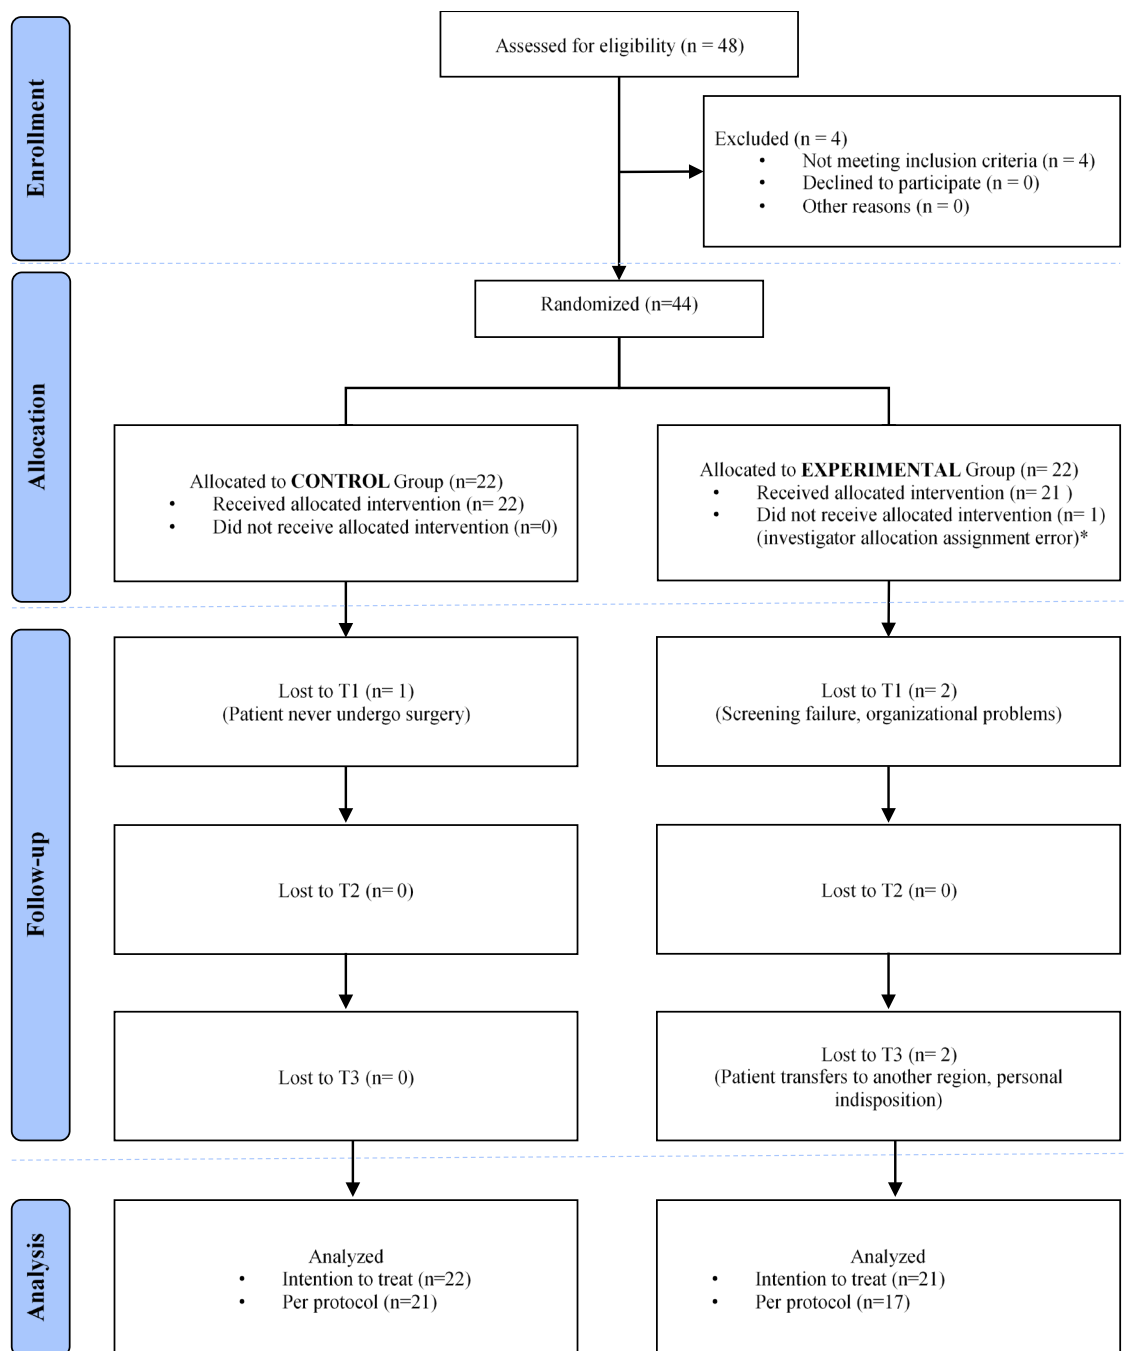 Enrollment
Assessed for eligibility (n = 48)
Excluded (n = 4)
• Not meeting inclusion criteria (n = 4)
• Declined to participate (n = 0)
• Other reasons (n = 0)
Allocation
Randomized (n=44)
Allocated to CONTROL Group (n=22)
• Received allocated intervention (n= 22)
• Did not receive allocated intervention (n=0)
Allocated to EXPERIMENTAL Group (n= 22)
• Received allocated intervention (n= 21 )
• Did not receive allocated intervention (n= 1)
(investigator allocation assignment error)*
Follow-up
Lost to T1 (n= 1)
(Patient never undergo surgery)
Lost to T1 (n= 2)
(Screening failure, organizational problems)
Lost to T2 (n= 0)
Lost to T2 (n= 0)
Lost to T3 (n= 0)
Lost to T3 (n= 2)
(Patient transfers to another region, personal
indisposition)
Analysis
Analyzed
• Intention to treat (n=22)
• Per protocol (n=21)
Analyzed
• Intention to treat (n=21)
• Per protocol (n=17)